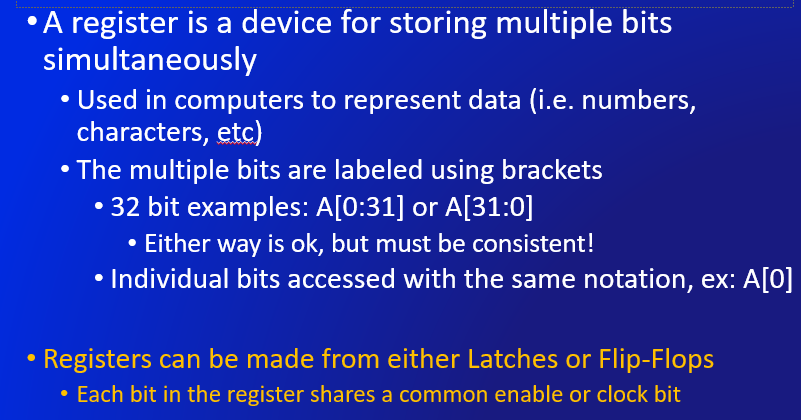 • A register is a device for storing multiple bits
simultaneously
• Used in computers to represent data (i.e. numbers,
characters, etc)
• The multiple bits are labeled using brackets
• 32 bit examples: A[0:31] or A[31:0]
• Either way is ok, but must be consistent!
• Individual bits accessed with the same notation, ex: A[0]
• Registers can be made from either Latches or Flip-Flops
• Each bit in the register shares a common enable or clock bit